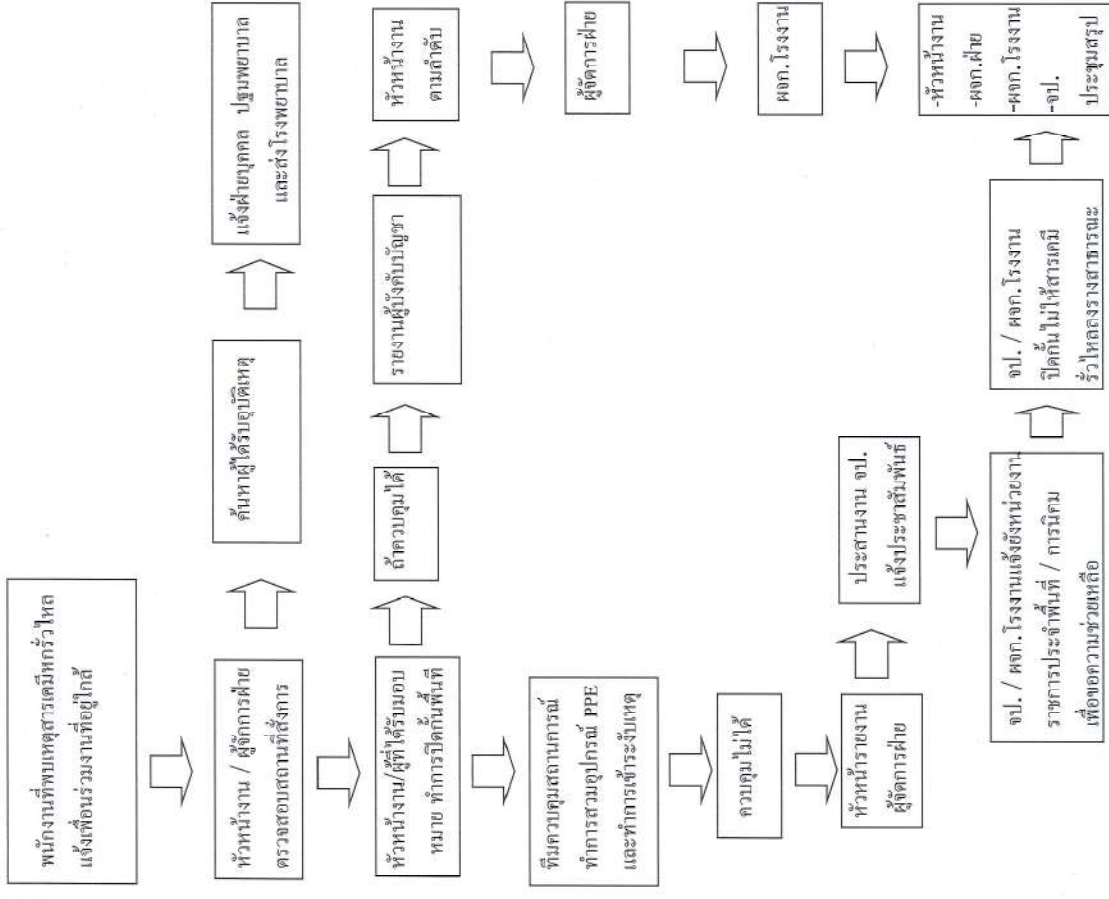 พนักงานที่พบเหตุสารเคมีหกรั่วไหล
แจ้งเพื่อนร่วมงานที่อยู่ใกล้
หัวหน้างาน / ผู้จัดการฝ่าย
ตรวจสอบสถานที่สั่งการ
ค้นหาผู้ได้รับอุบัติเหตุ
แจ้งฝ่ายบุคคล ปฐมพยาบาล
และส่งโรงพยาบาล
หัวหน้างาน/ผู้ที่ได้รับมอบ
หมาย ทำการปิดกั้นพื้นที่
ถ้าควบคุมได้
รายงานผู้บังคับบัญชา
หัวหน้างาน
ตามลำดับ
ทีมควบคุมสถานการณ์
ทำการสวมอุปกรณ์ PPE
และทำการเข้าระงับเหตุ
ผู้จัดการฝ่าย
ควบคุมไม่ได้
ผจก.โรงงาน
หัวหน้ารายงาน
ผู้จัดการฝ่าย
ประสานงาน จป.
แจ้งประชาสัมพันธ์
จป. / ผจก.โรงงานแจ้งยังหน่วยงาน
ราชการประจำพื้นที่ / การนิคม
เพื่อขอความช่วยเหลือ
จป. / ผจก.โรงงาน
ปิดกั้นไม่ให้สารเคมี
รั่วไหลลงรางสาธารณะ
-หัวหน้างาน
-ผจก.ฝ่าย
-ผจก.โรงงาน
-จป.
ประชุมสรุป